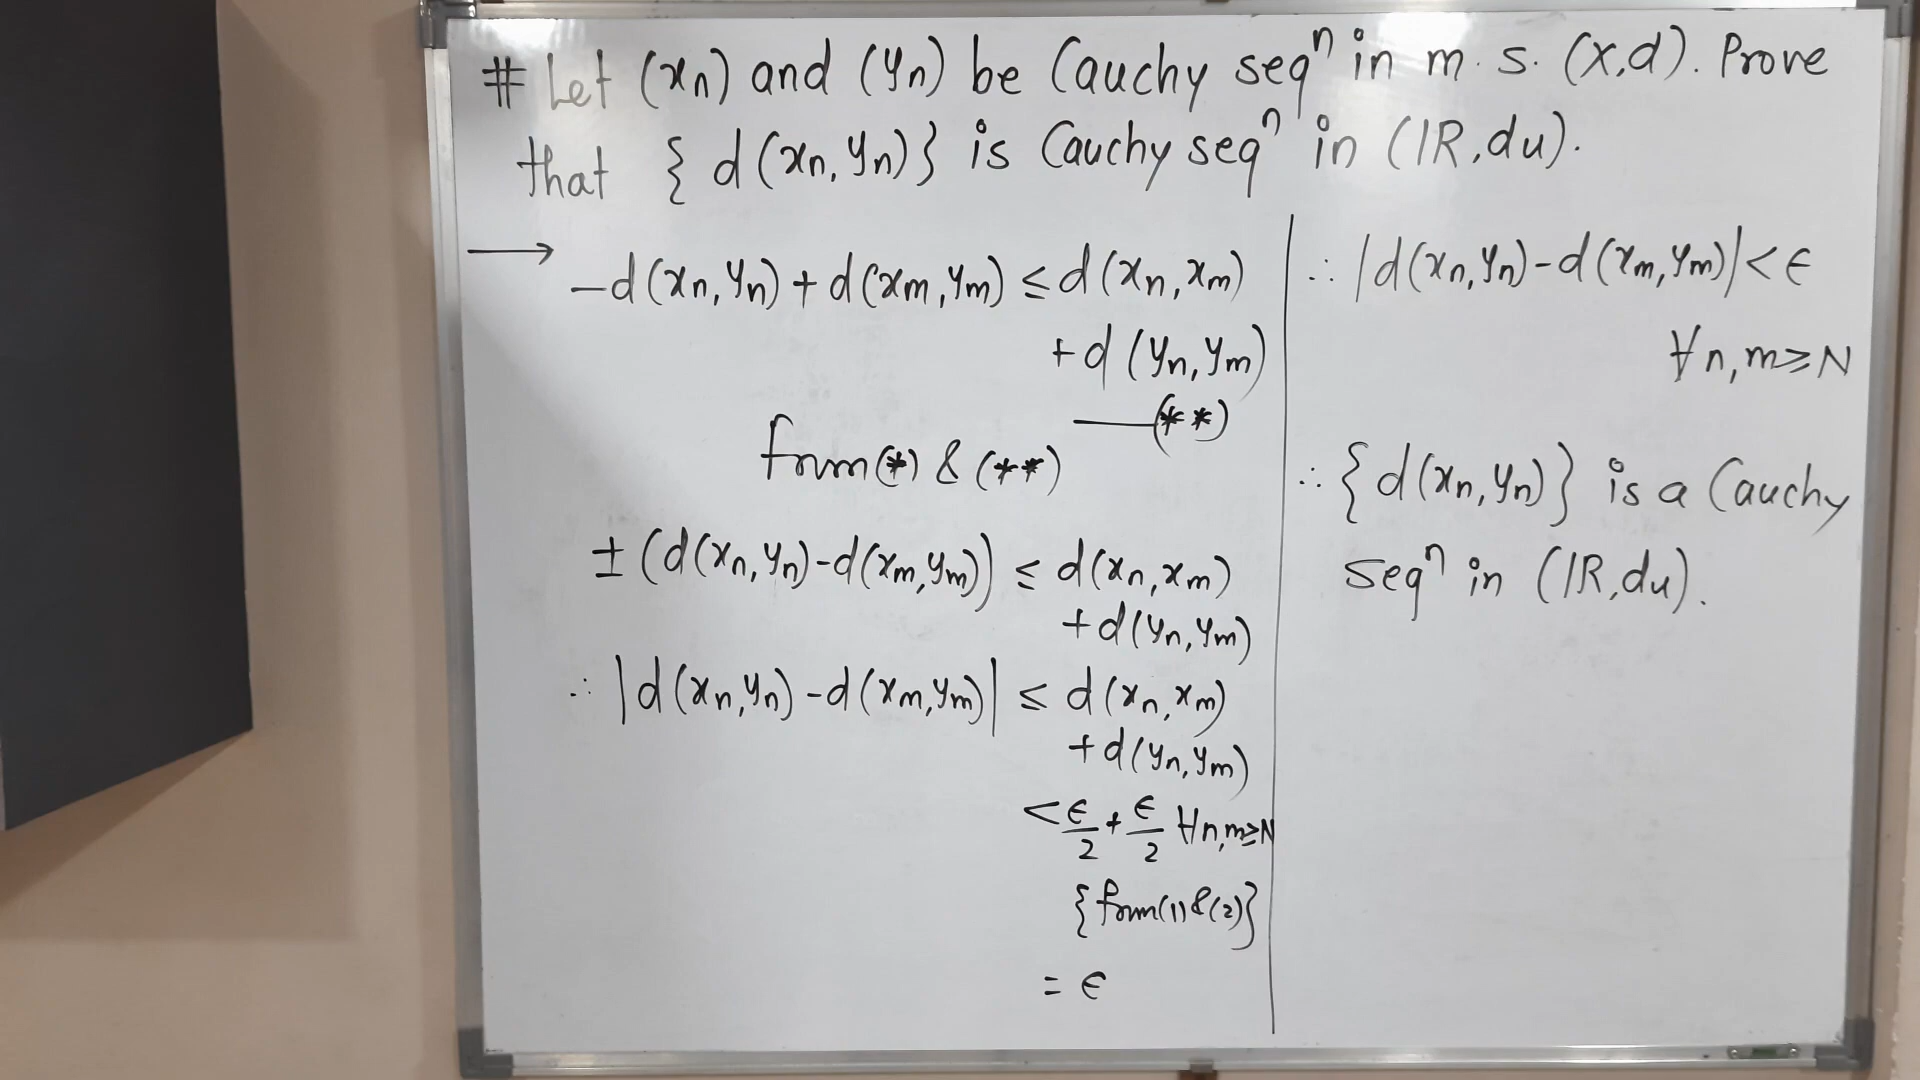 # Let (xn) and (yn) be Cauchy seqⁿ in m. s. (X,d). Prove
that { d(xn, yn)} is Cauchy seqⁿ in (IR, du).
→ -d(xn, yn) + d(xm, ym) ≤ d(xn, xm)
+ d(yn, ym)
—(**)
from (*) & (**)
± (d(xn, yn) - d(xm, ym)) ≤ d(xn, xm)
+ d(yn, ym)
∴ |d(xn, yn) - d(xm, ym)| ≤ d(xn, xm)
+ d(yn, ym)
< ϵ/2 + ϵ/2 ∀ n, m ≥ N
{from (1) & (2)}
= ϵ
∴ |d(xn, yn) - d(xm, ym)| < ϵ
∀ n, m ≥ N
∴ {d(xn, yn)} is a Cauchy
seqⁿ in (IR, du).